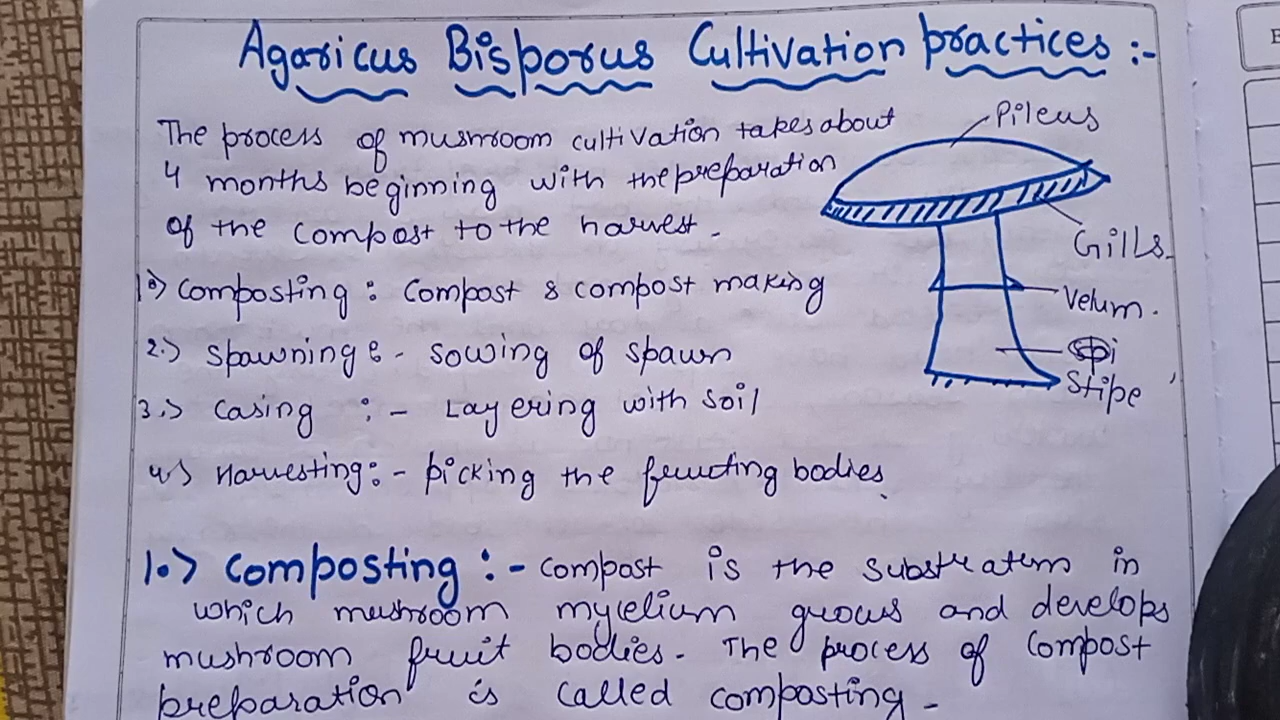 Agaricus Bisporus Cultivation practices :-
The process of mushroom cultivation takes about
4 months beginning with the preparation
of the compost to the harvest.
1.) Composting : Compost & compost making
2.) Spawning :- Sowing of spawn
3.) Casing :- Layering with soil
4.) Harvesting :- picking the fructing bodies.
Pileus
Gills
Velum.
Stipe
1.) Composting :- Compost is the substratum in
which mushroom mycelium grows and develops
mushroom fruit bodies. The process of compost
preparation is called composting.